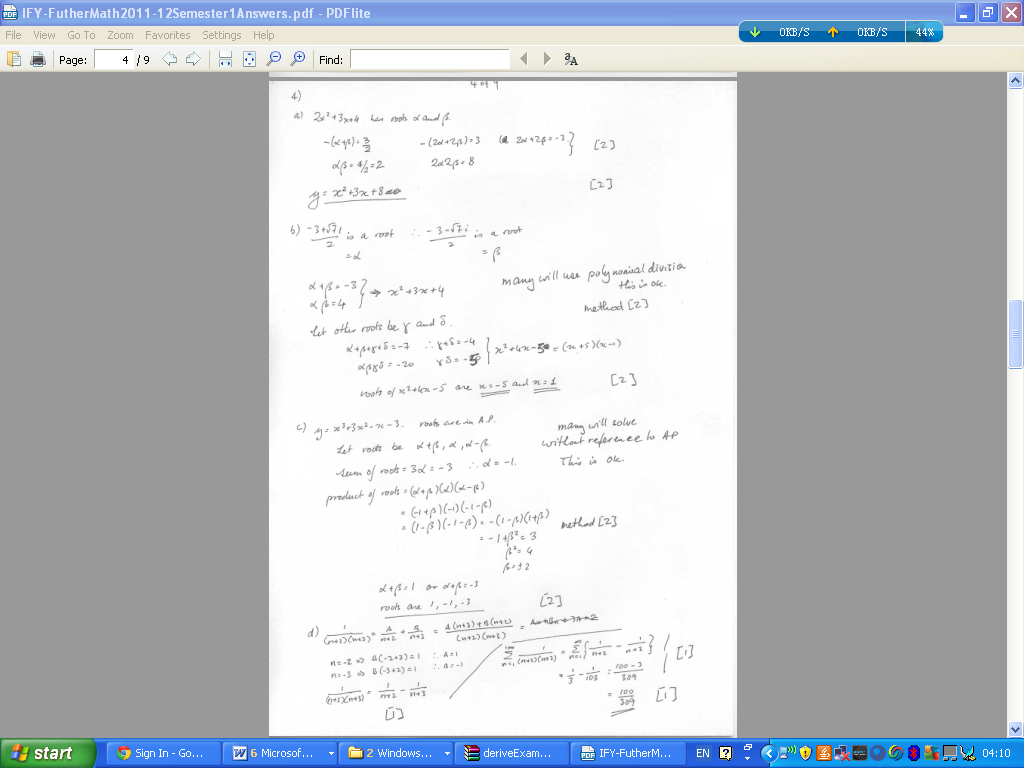 IFY-FutherMath2011-12Semester1Answers.pdf - PDFlite
File View Go To Zoom Favorites Settings Help
0KB/S 0KB/S 44%
Page: 4 / 9 Find:
4 of 9
4)
a) 2x²+3x+4 has roots α and β.
-(α+β)=3/2 -(2α+2β)=3 2α+2β=-3 } [2]
αβ=4/2=2 2α2β=8
y=x²+3x+8 [2]
b) -3+√7i/2 is a root ∴ -3-√7i/2 is a root
=α =β
α+β=-3
αβ=4 } ⇒ x²+3x+4
many will use polynomial division
this is ok.
method [2]
Let other roots be γ and δ.
α+β+γ+δ=-7 ∴ γ+δ=-4
αβγδ=-20 γδ=-5 } x²+4x-5=(x+5)(x-1)
roots of x²+4x-5 are x=-5 and x=1 [2]
c) y=x³+3x²-x-3. roots are in A.P.
many will solve
without reference to AP
This is ok.
Let roots be α+β, α, α-β.
sum of roots=3α=-3 ∴ α=-1.
product of roots=(α+β)(α)(α-β)
=(-1+β)(-1)(-1-β)
=(1-β)(-1-β)=-(1-β)(1+β) method [2]
=-1+β²=3
β²=4
β=±2
α+β=1 or α+β=-3
roots are 1, -1, -3 [2]
d) 1/(n+2)(n+3)=A/n+2+B/n+3=A(n+3)+B(n+2)/(n+2)(n+3)=
n=-2 ⇒ A(-2+3)=1 ∴ A=1
n=-3 ⇒ B(-3+2)=1 ∴ B=-1
1/(n+2)(n+3)=1/n+2-1/n+3
[1]
=1/3-1/103=100-3/309
=100/309 [1]
[1]
start Sign In - Go... 6 Microsof... 2 Windows... deriveExam... IFY-FutherM... EN 04:10